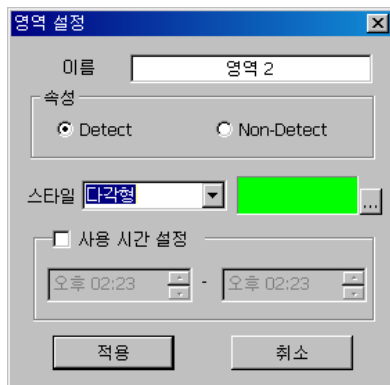 영역 설정
이름 영역 2
속성
Detect Non-Detect
스타일 다각형 ...
사용 시간 설정
오후 02:23 - 오후 02:23
적용 취소